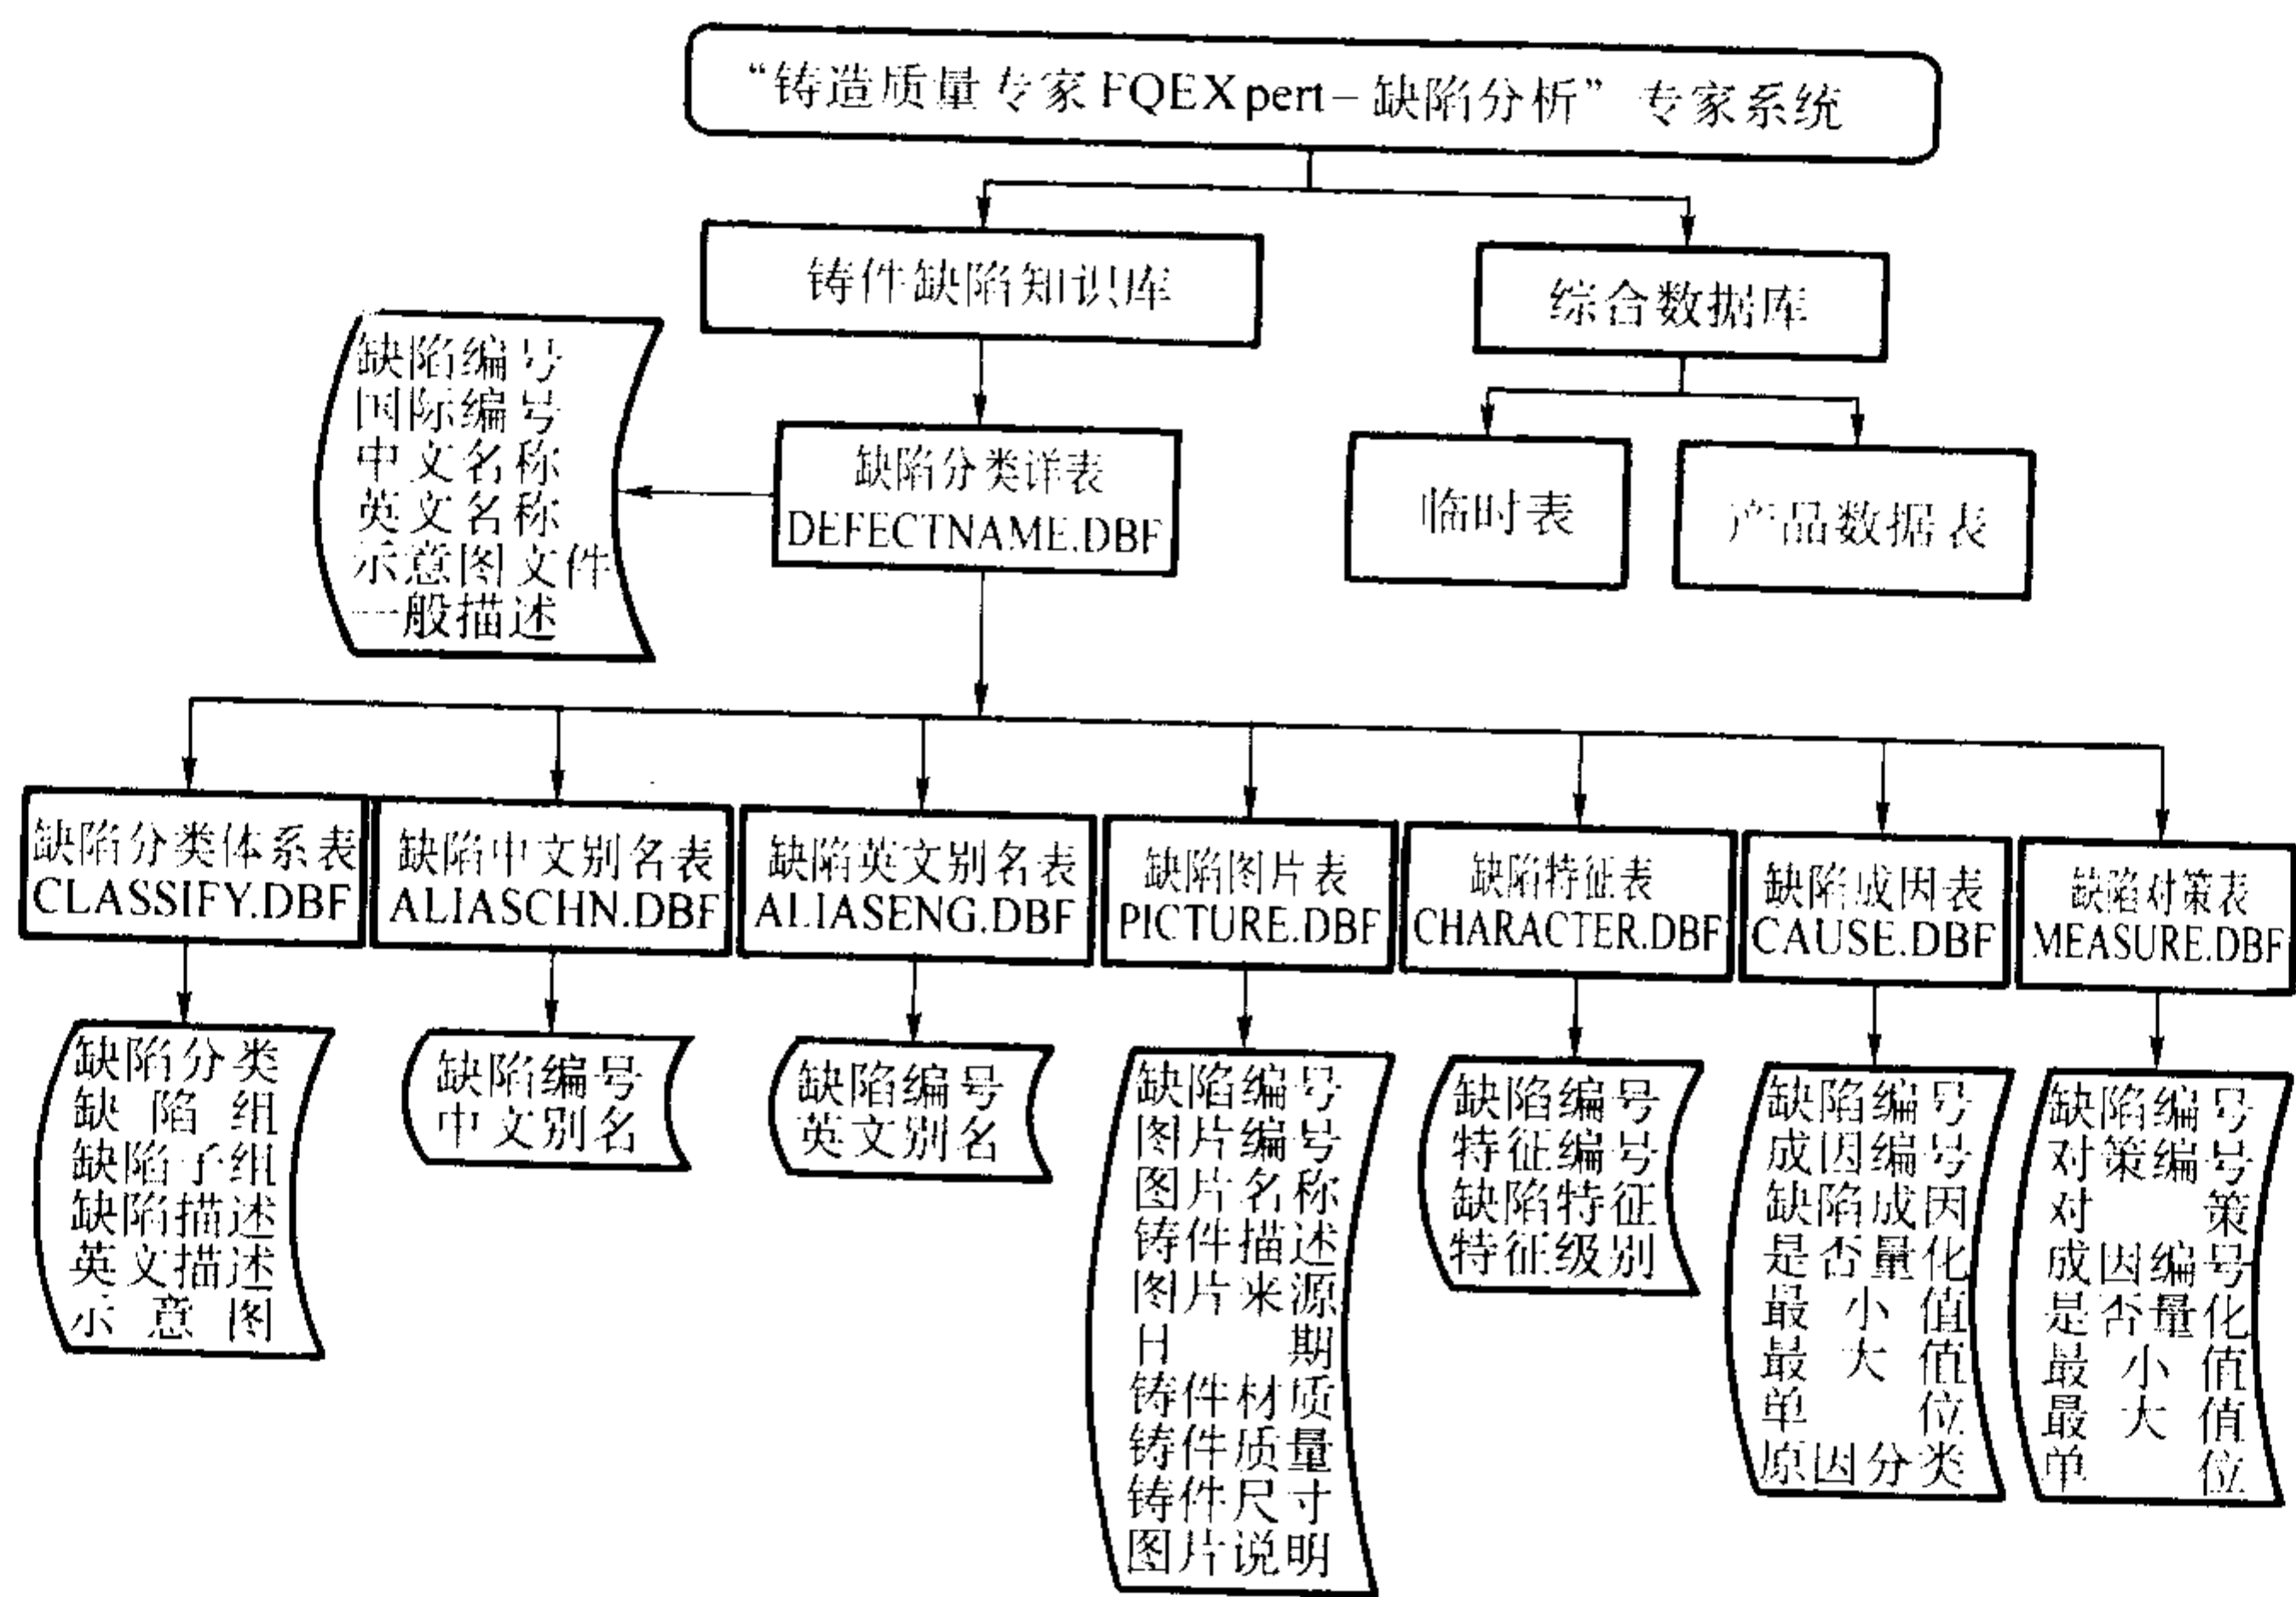 “铸造质量专家FQEXpert-缺陷分析”专家系统
铸件缺陷知识库
综合数据库
缺陷编号
国际编号
中文名称
英文名称
示意图文件
一般描述
缺陷分类详表
DEFECTNAME.DBF
临时表
产品数据表
缺陷分类体系表
CLASSIFY.DBF
缺陷中文别名表
ALIASCHN.DBF
缺陷英文别名表
ALIASENG.DBF
缺陷图片表
PICTURE.DBF
缺陷特征表
CHARACTER.DBF
缺陷成因表
CAUSE.DBF
缺陷对策表
MEASURE.DBF
缺陷分类
缺陷组
缺陷子组
缺陷描述
英文描述
示意图
缺陷编号
中文别名
缺陷编号
英文别名
缺陷编号
图片编号
图片名称
铸件描述
图片来源
日期
铸件材质
铸件质量
铸件尺寸
图片说明
缺陷编号
特征编号
缺陷特征
特征级别
缺陷编号
成因编号
缺陷成因
是否量化
最小值
最大值
单位
原因分类
缺陷编号
对策编号
对策
成因编号
是否量化
最小值
最大值
单位